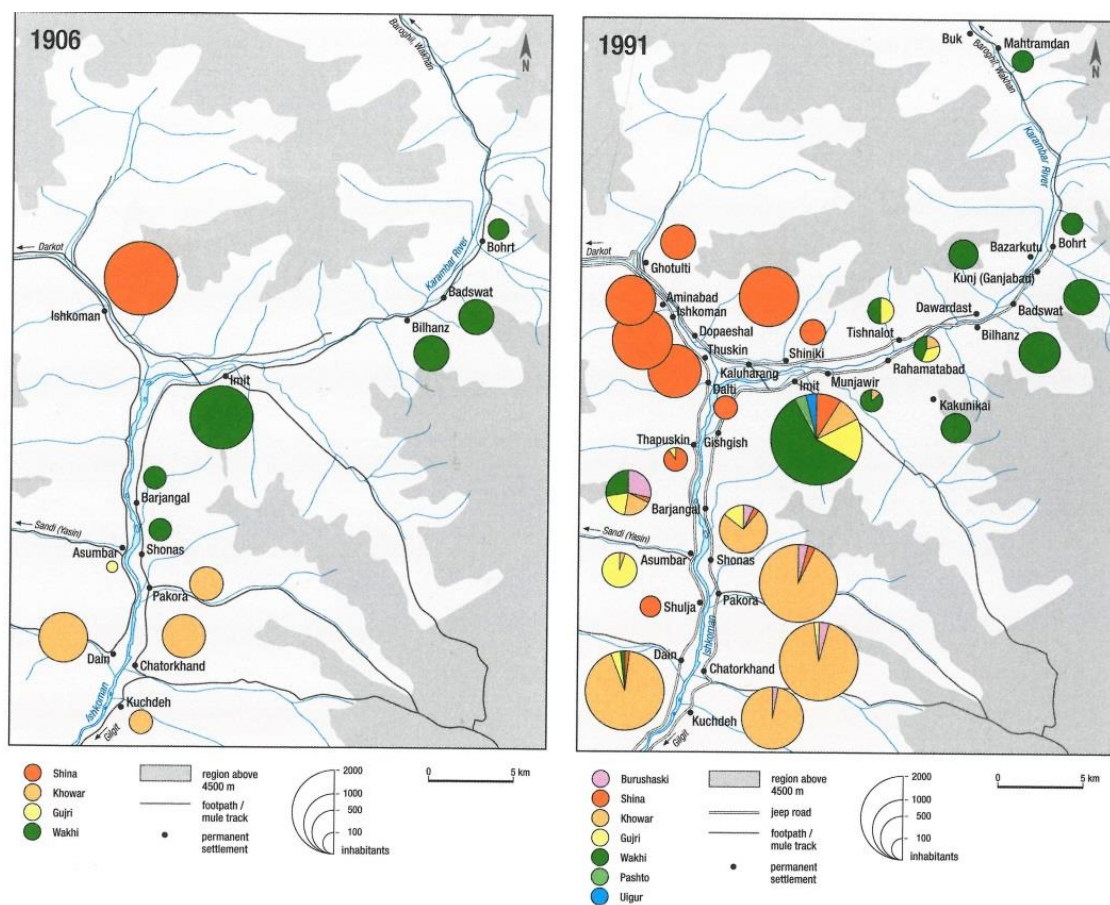 1906
Baroghil, Wakhan
N
Darkot
Ishkoman
Karambar River
Bohrt
Badswat
Bilhanz
Imit
Barjangal
Sandi (Yasin)
Asumbar
Shonas
Pakora
Dain
Chatorkhand
Kuchdeh
Ishkoman
Gilgit
Shina
Khowar
Gujri
Wakhi
region above
4500 m
footpath /
mule track
permanent
settlement
2000
1000
500
100
inhabitants
0 5 km
1991
Buk
Mahtramdan
Baroghil, Wakhan
N
Karambar River
Darkot
Ghotulti
Bazarkutu
Bohrt
Kunj (Ganjabad)
Aminabad
Ishkoman
Dawardast
Badswat
Dopaeshal
Tishnalot
Bilhanz
Thuskin
Shiniki
Kaluharang
Rahamatabad
Dalti
Imit
Munjawir
Kakunikai
Thapuskin
Gishgish
Barjangal
Sandi (Yasin)
Asumbar
Shonas
Shulja
Pakora
Ishkoman
Dain
Chatorkhand
Kuchdeh
Gilgit
Burushaski
Shina
Khowar
Gujri
Wakhi
Pashto
Uigur
region above
4500 m
jeep road
footpath /
mule track
permanent
settlement
2000
1000
500
100
inhabitants
0 5 km